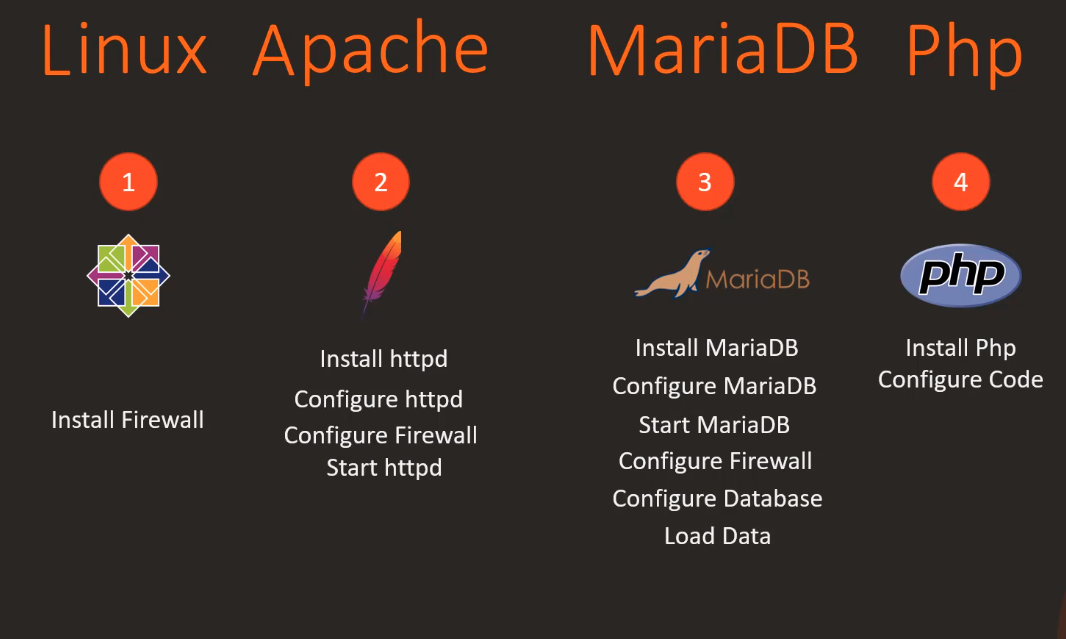 Linux
Apache
MariaDB
Php
1
2
3
4
MariaDB
php
Install Firewall
Install httpd
Configure httpd
Configure Firewall
Start httpd
Install MariaDB
Configure MariaDB
Start MariaDB
Configure Firewall
Configure Database
Load Data
Install Php
Configure Code